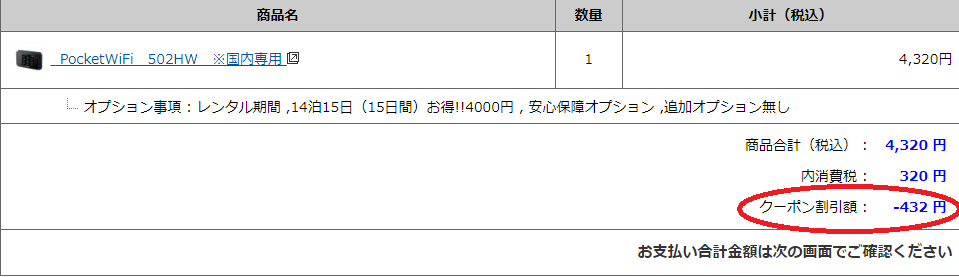 商品名 数量 小計（税込）
PocketWiFi　502HW　※国内専用 1 4,320円
オプション事項 : レンタル期間 ,14泊15日（15日間）お得!!4000円 , 安心保障オプション ,追加オプション無し
商品合計（税込）： 4,320 円
内消費税： 320 円
クーポン割引額： -432 円
お支払い合計金額は次の画面でご確認ください